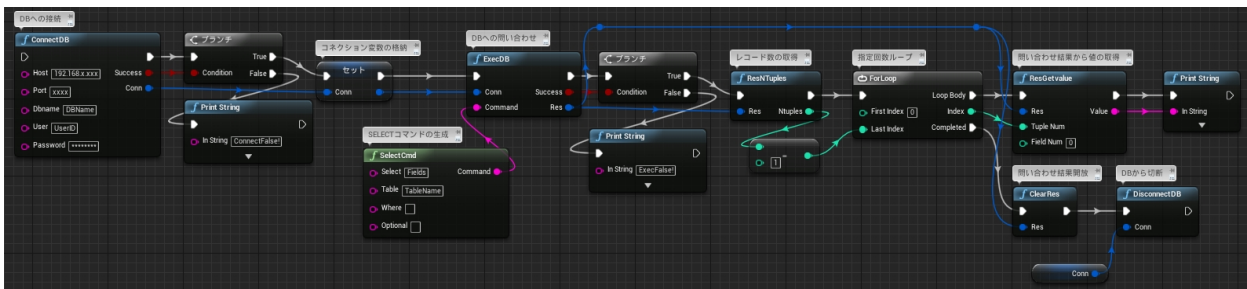 DBへの接続
ConnectDB
Host 192.168.x.xxx
Success
Port xxxx
Conn
Dbname DBName
User UserID
Password ********
ブランチ
True
Condition
False
Print String
In String ConnectFalse!
コネクション変数の格納
セット
Conn
SELECTコマンドの生成
SelectCmd
Select Fields
Command
Table TableName
Where
Optional
DBへの問い合わせ
ExecDB
Conn
Success
Command
Res
ブランチ
True
Condition
False
Print String
In String ExecFalse!
レコード数の取得
ResNTuples
Res
Ntuples
1
-
指定回数ループ
ForLoop
Loop Body
First Index 0
Index
Last Index
Completed
問い合わせ結果から値の取得
ResGetvalue
Res
Value
Tuple Num
Field Num 0
Print String
In String
問い合わせ結果開放
ClearRes
Res
DBから切断
DisconnectDB
Conn
Conn